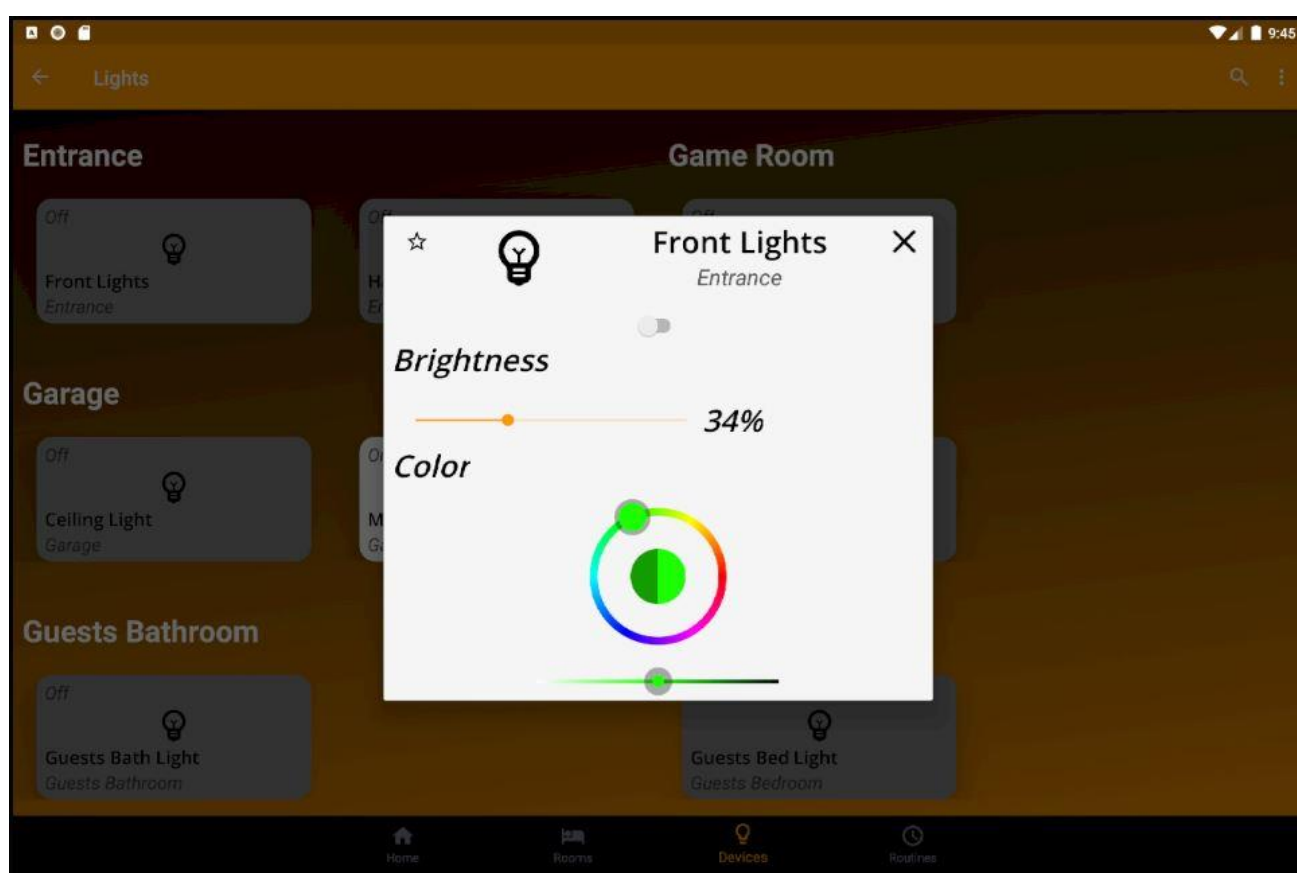 9:45
Lights
Entrance
Game Room
Off
Front Lights
Entrance
Front Lights
Entrance
Brightness
34%
Color
Garage
Off
Ceiling Light
Garage
Guests Bathroom
Off
Guests Bath Light
Guests Bathroom
Guests Bed Light
Guests Bedroom
Home
Rooms
Devices
Routines